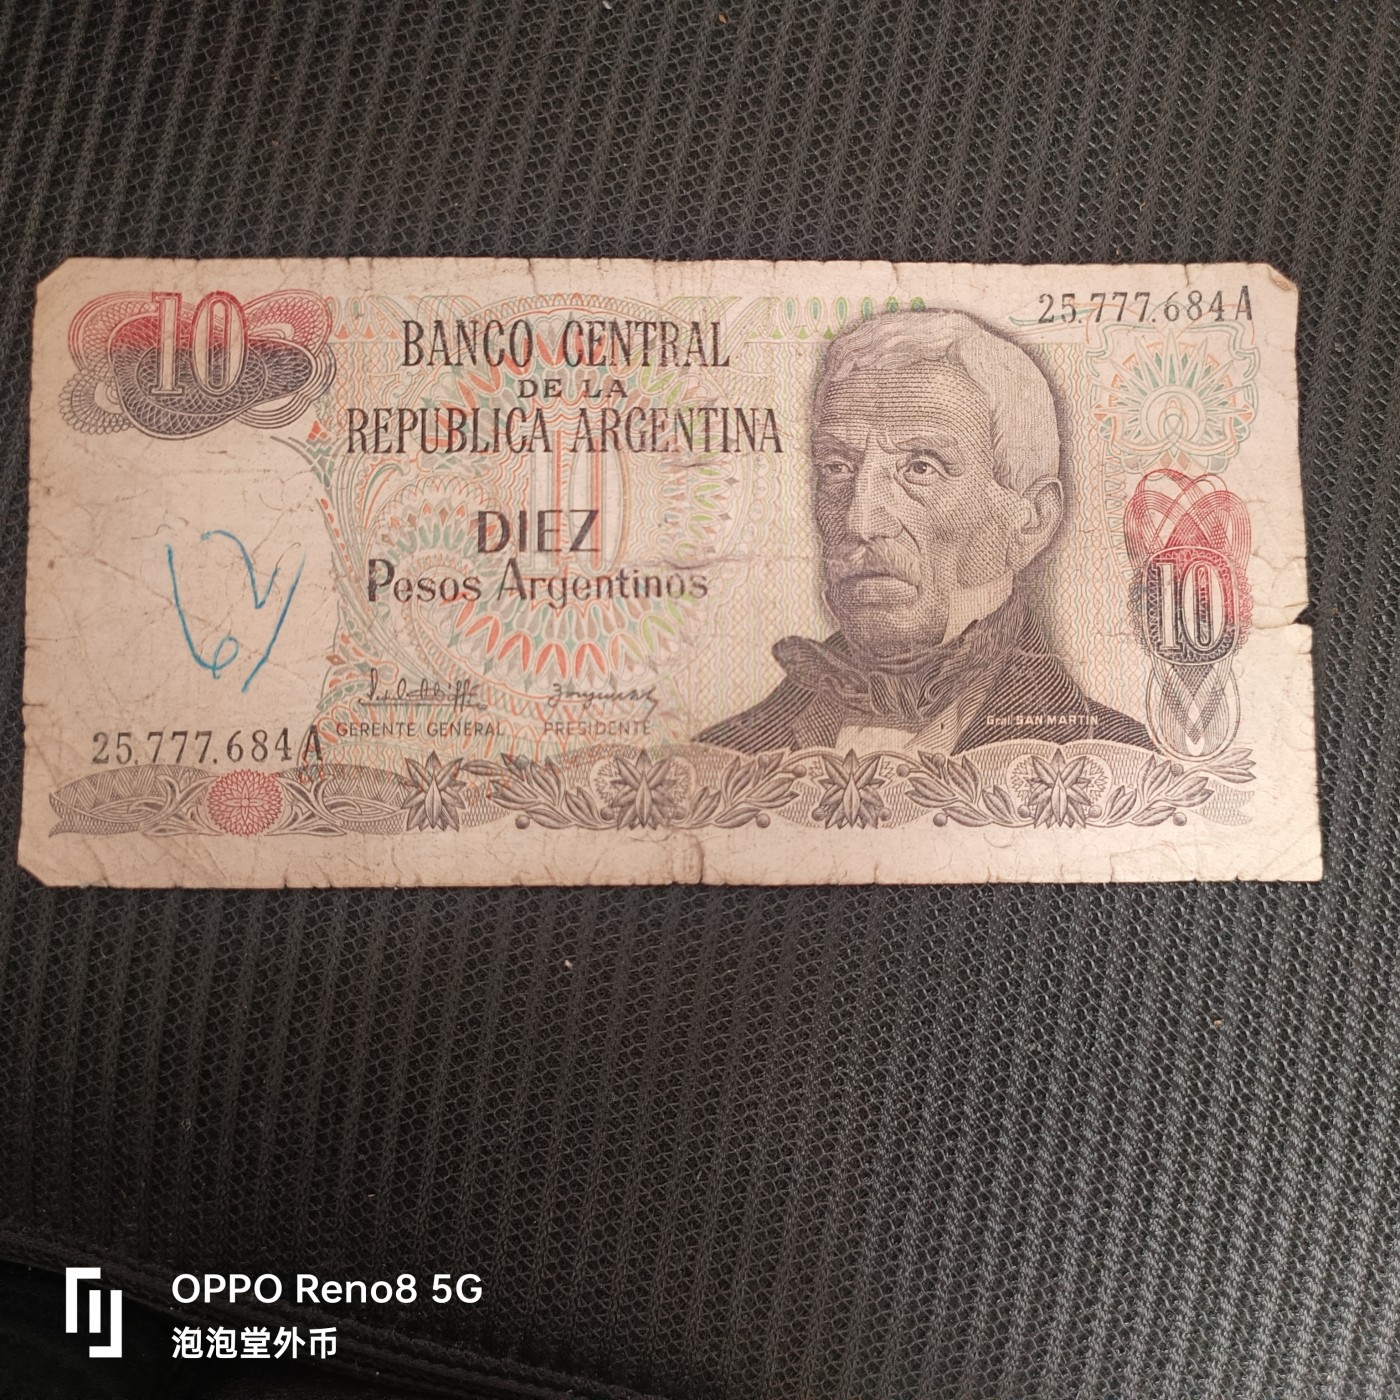 10
25.777.684A
BANCO CENTRAL
DE LA
REPUBLICA ARGENTINA
10
DIEZ
Pesos Argentinos
10
GERENTE GENERAL PRESIDENTE
Gral. SAN MARTIN
25.777.684A
OPPO Reno8 5G
泡泡堂外币